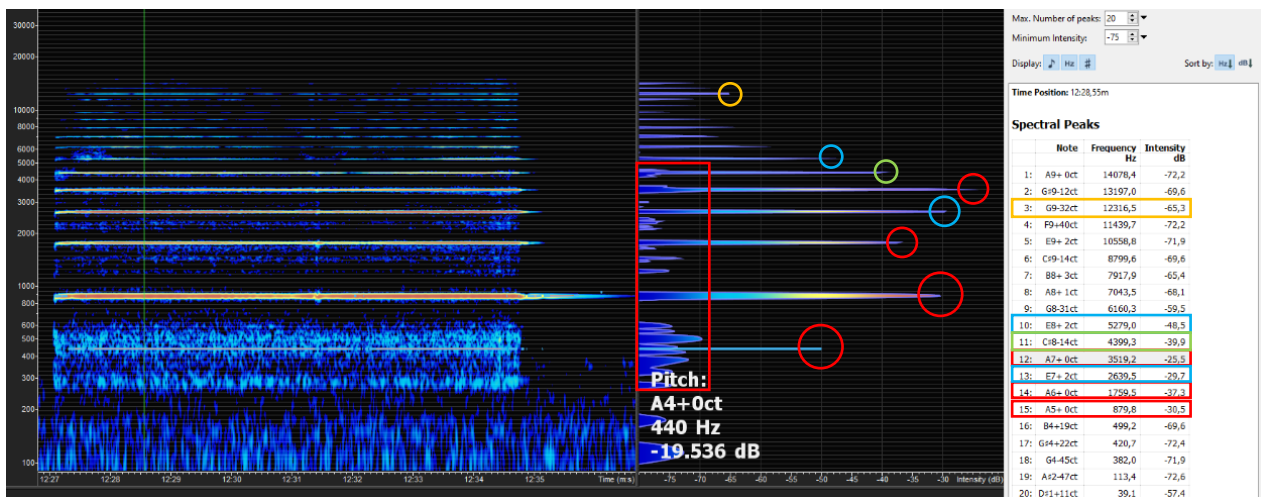 30000
20000
10000
8000
6000
5000
4000
3000
2000
1000
800
600
500
400
300
200
100
12:27 12:28 12:29 12:30 12:31 12:32 12:33 12:34 12:35 Time (m:s)
Pitch:
A4+0ct
440 Hz
-19.536 dB
-75 -70 -65 -60 -55 -50 -45 -40 -35 -30 Intensity (dB)
Max. Number of peaks: 20
Minimum Intensity: -75
Display: ♪ Hz # Sort by: Hz↓ dB↓
Time Position: 12:28,55m
Spectral Peaks
Note Frequency Intensity
Hz dB
1: A9+ 0ct 14078,4 -72,2
2: G#9-12ct 13197,0 -69,6
3: G9-32ct 12316,5 -65,3
4: F9+40ct 11439,7 -72,2
5: E9+ 2ct 10558,8 -71,9
6: C#9-14ct 8799,6 -69,6
7: B8+ 3ct 7917,9 -65,4
8: A8+ 1ct 7043,5 -68,1
9: G8-31ct 6160,3 -59,5
10: E8+ 2ct 5279,0 -48,5
11: C#8-14ct 4399,3 -39,9
12: A7+ 0ct 3519,2 -25,5
13: E7+ 2ct 2639,5 -29,7
14: A6+ 0ct 1759,5 -37,3
15: A5+ 0ct 879,8 -30,5
16: B4+19ct 499,2 -69,6
17: G#4+22ct 420,7 -72,4
18: G4-45ct 382,0 -71,9
19: A#2-47ct 113,4 -72,6
20: D#1+11ct 39,1 -57,4